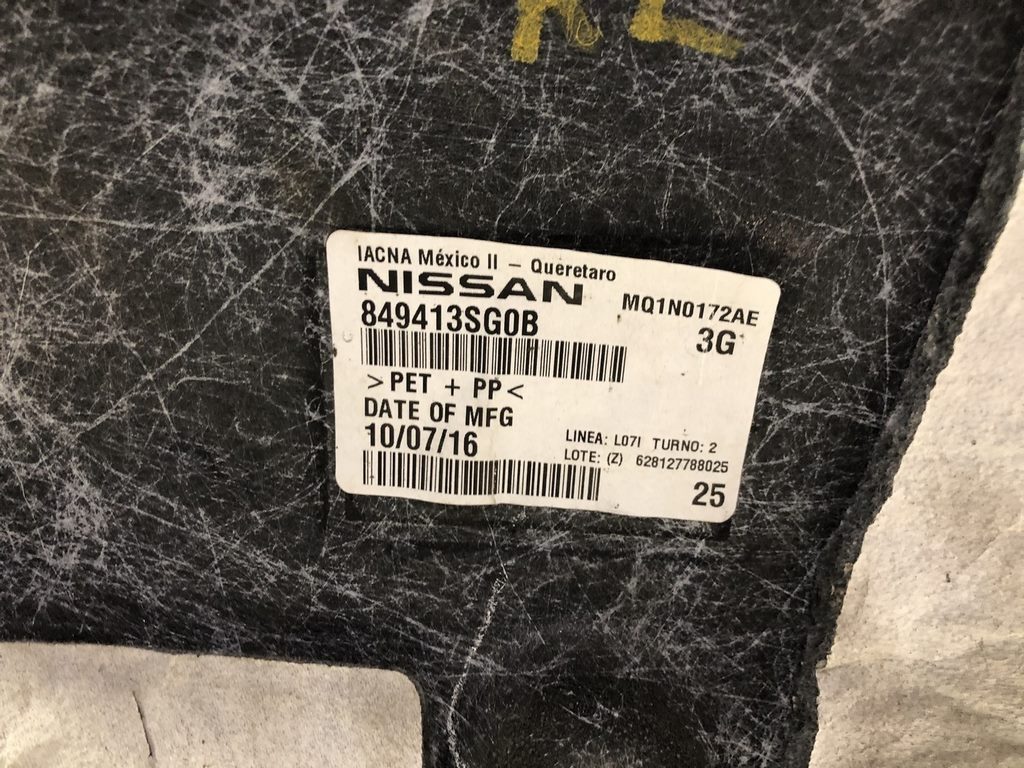 RL
IACNA México II – Queretaro
NISSAN MQ1N0172AE
849413SG0B 3G
>PET + PP<
DATE OF MFG
10/07/16 LINEA: L07I TURNO: 2
LOTE: (Z) 628127788025
25